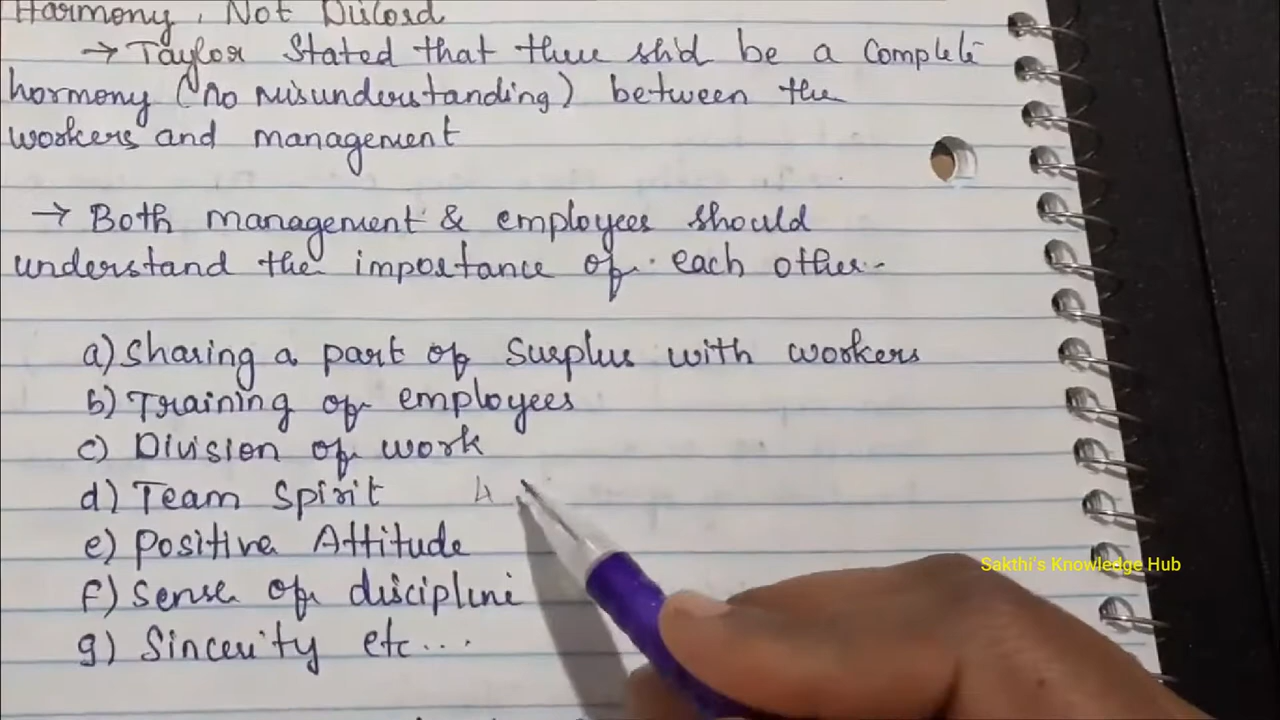 Harmony, Not Discord
→ Taylor Stated that there sh'd be a complete
hormony (no misunderstanding) between the
workers and management
→ Both management & employees should
understand the importance of each other.
a) Sharing a part of Surplus with workers
b) Training of employees
c) Division of work
d) Team Spirit
e) Positive Attitude
f) Sense of discipline
g) Sincerity etc...
Sakthi's Knowledge Hub